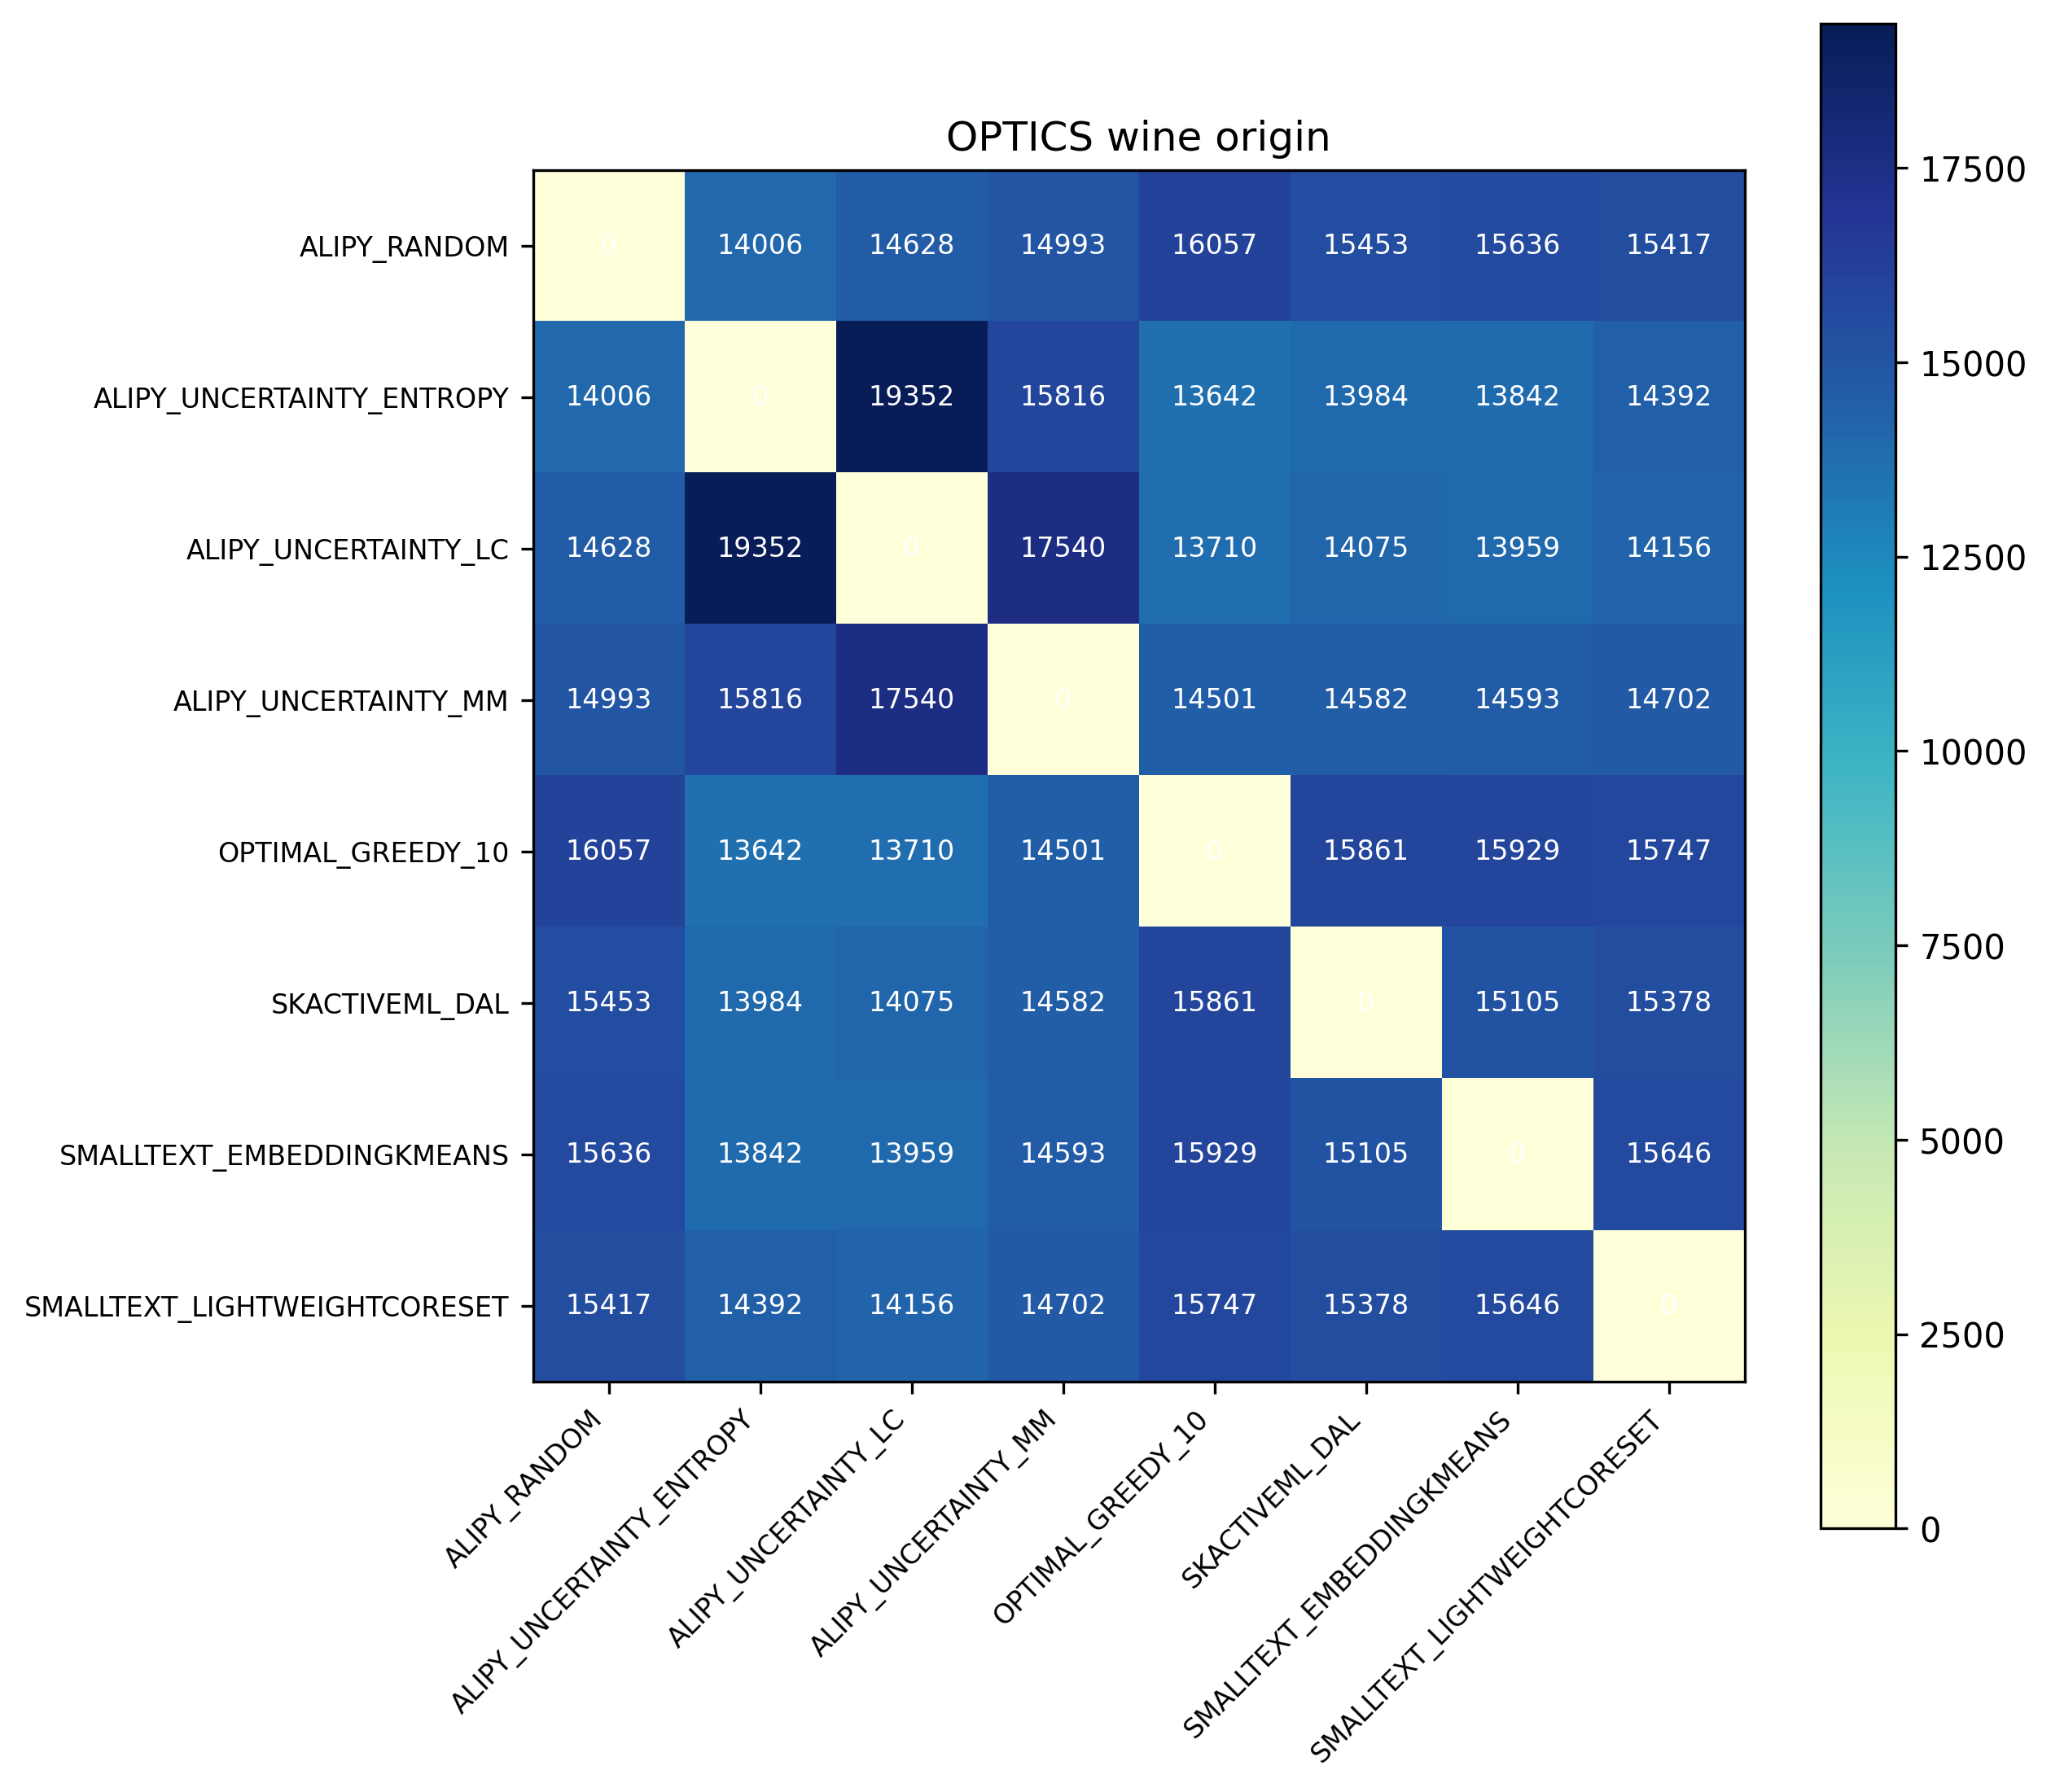 OPTICS wine origin
ALIPY_RANDOM 0 14006 14628 14993 16057 15453 15636 15417
ALIPY_UNCERTAINTY_ENTROPY 14006 0 19352 15816 13642 13984 13842 14392
ALIPY_UNCERTAINTY_LC 14628 19352 0 17540 13710 14075 13959 14156
ALIPY_UNCERTAINTY_MM 14993 15816 17540 0 14501 14582 14593 14702
OPTIMAL_GREEDY_10 16057 13642 13710 14501 0 15861 15929 15747
SKACTIVEML_DAL 15453 13984 14075 14582 15861 0 15105 15378
SMALLTEXT_EMBEDDINGKMEANS 15636 13842 13959 14593 15929 15105 0 15646
SMALLTEXT_LIGHTWEIGHTCORESET 15417 14392 14156 14702 15747 15378 15646 0
ALIPY_RANDOM
ALIPY_UNCERTAINTY_ENTROPY
ALIPY_UNCERTAINTY_LC
ALIPY_UNCERTAINTY_MM
OPTIMAL_GREEDY_10
SKACTIVEML_DAL
SMALLTEXT_EMBEDDINGKMEANS
SMALLTEXT_LIGHTWEIGHTCORESET
17500
15000
12500
10000
7500
5000
2500
0